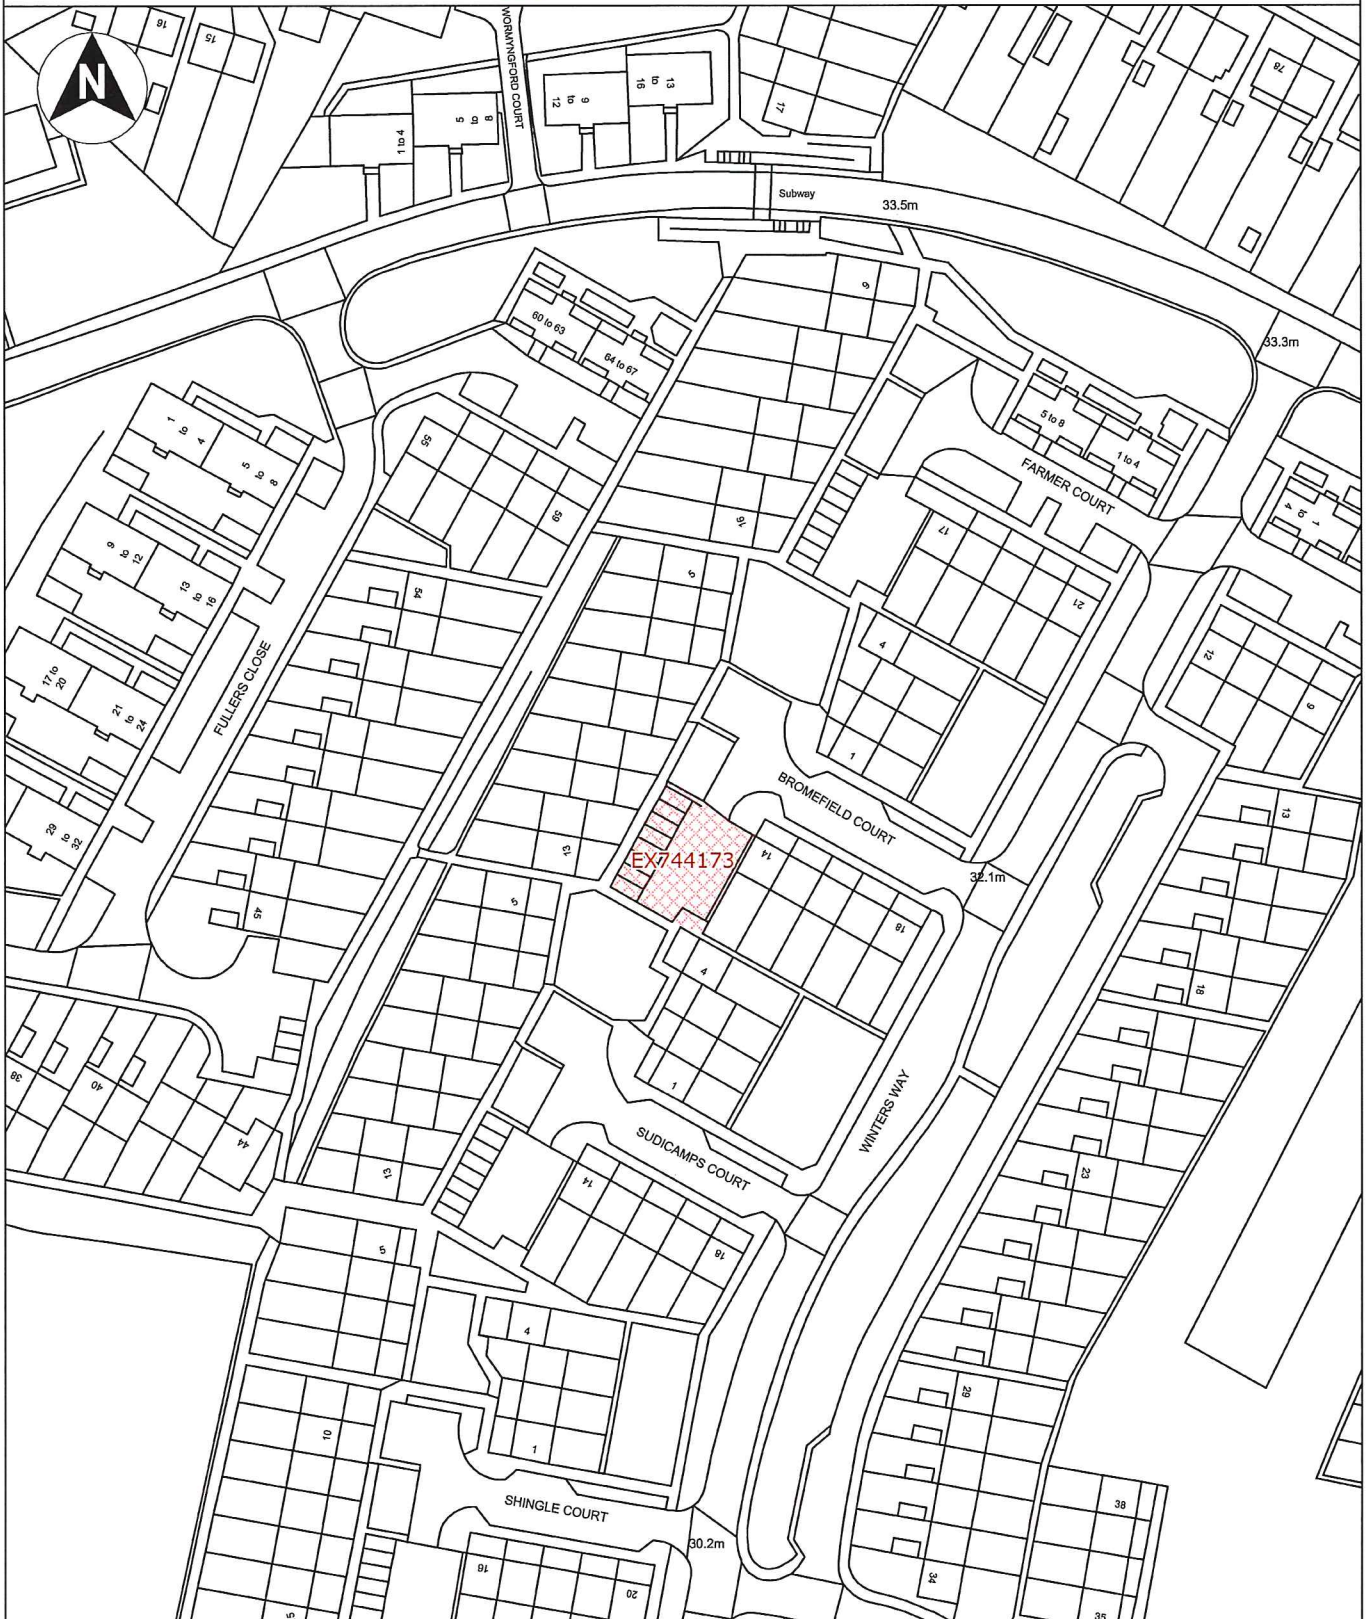 16
15
N
WORMYNGFORD COURT
1 to 4
5
to
8
12
to
9
16
to
13
17
78
Subway
33.5m
9
33.3m
60 to 63
64 to 67
5 to 8
1 to 4
FARMER COURT
1
to
4
1
to
4
5
to
8
55
59
16
17
21
9
to
12
13
to
16
54
5
4
12
9
17 to
20
21
to
24
FULLERS CLOSE
1
BROMEFIELD COURT
13
29
to
32
13
EX744173
14
32.1m
18
45
5
4
18
38
40
44
1
WINTERS WAY
SUDICAMPS COURT
13
14
18
23
5
4
29
10
1
SHINGLE COURT
30.2m
38
16
20
34
35
5